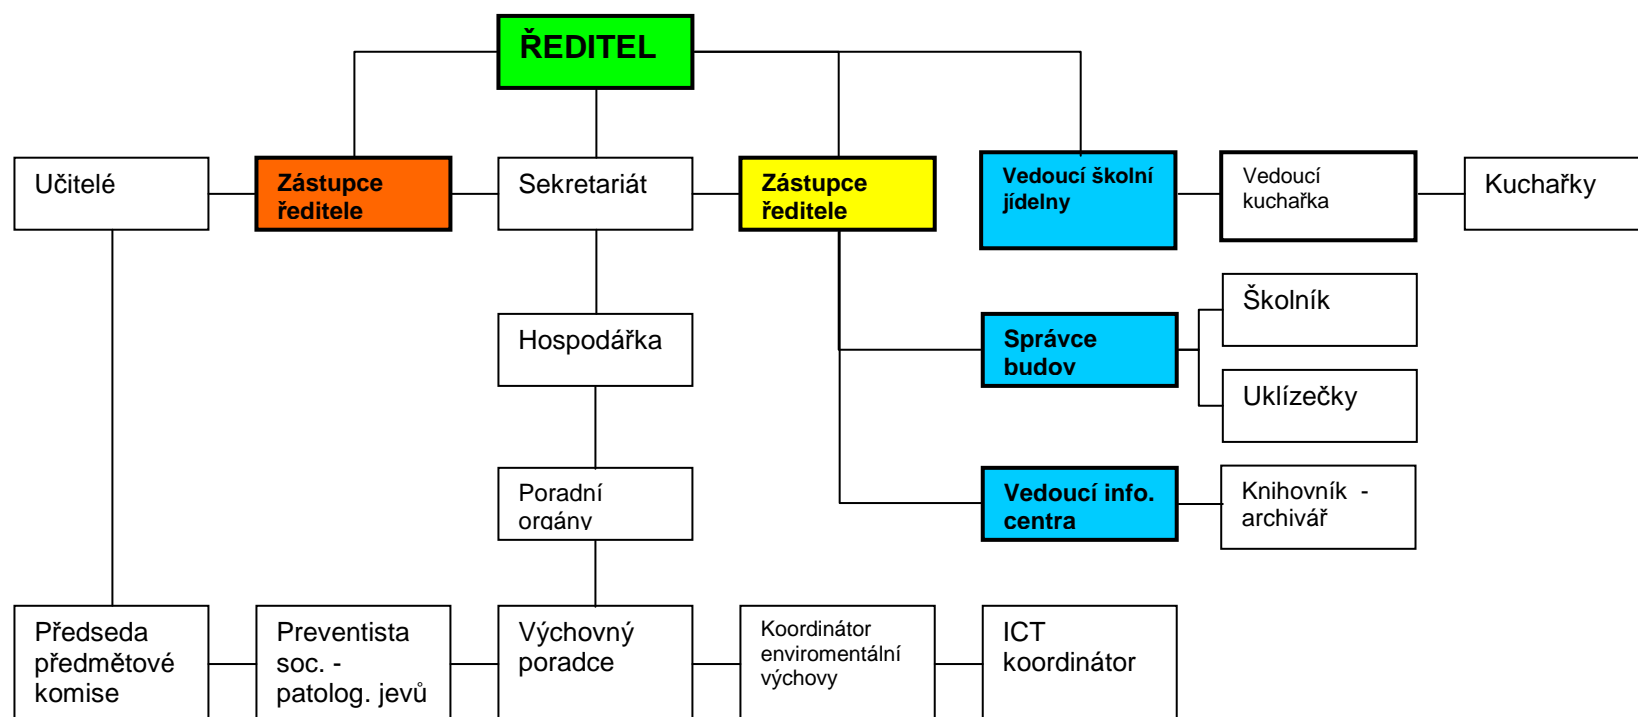 ŘEDITEL
Učitelé
Zástupce
ředitele
Sekretariát
Zástupce
ředitele
Vedoucí školní
jídelny
Vedoucí
kuchařka
Kuchařky
Školník
Hospodářka
Správce
budov
Uklízečky
Poradní
orgány
Vedoucí info.
centra
Knihovník -
archivář
Předseda
předmětové
komise
Preventista
soc. -
patolog. jevů
Výchovný
poradce
Koordinátor
enviromentální
výchovy
ICT
koordinátor